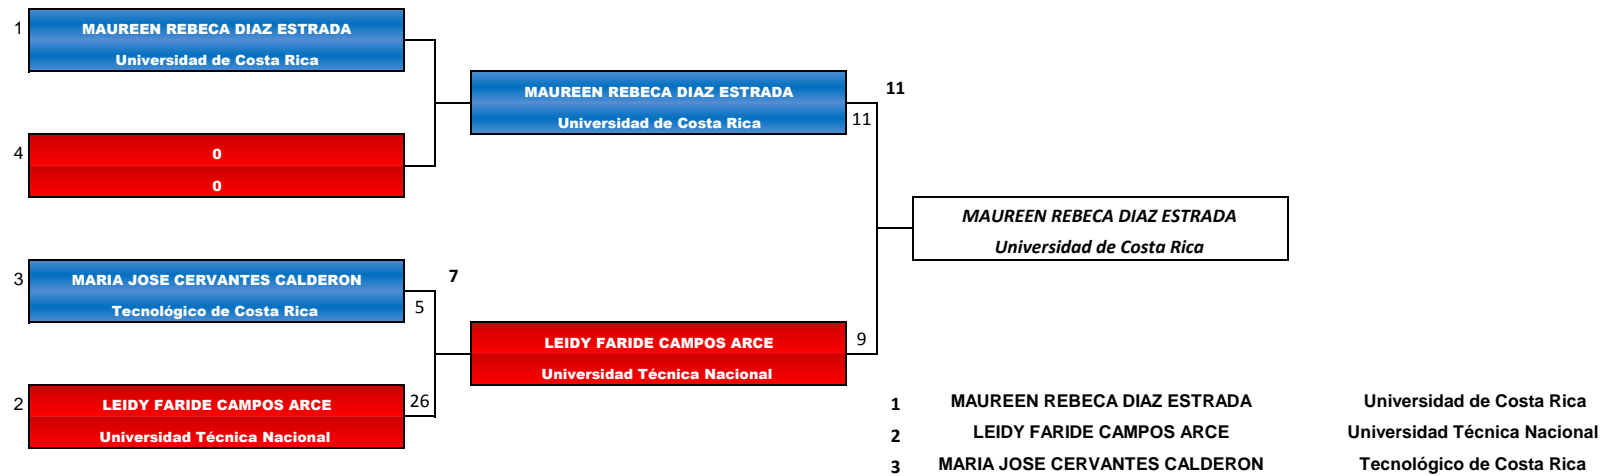 1
MAUREEN REBECA DIAZ ESTRADA
Universidad de Costa Rica
MAUREEN REBECA DIAZ ESTRADA
11
Universidad de Costa Rica
11
4
0
0
MAUREEN REBECA DIAZ ESTRADA
Universidad de Costa Rica
3
MARIA JOSE CERVANTES CALDERON
7
Tecnológico de Costa Rica
5
LEIDY FARIDE CAMPOS ARCE
9
Universidad Técnica Nacional
2
LEIDY FARIDE CAMPOS ARCE
26
Universidad Técnica Nacional
1 MAUREEN REBECA DIAZ ESTRADA Universidad de Costa Rica
2 LEIDY FARIDE CAMPOS ARCE Universidad Técnica Nacional
3 MARIA JOSE CERVANTES CALDERON Tecnológico de Costa Rica